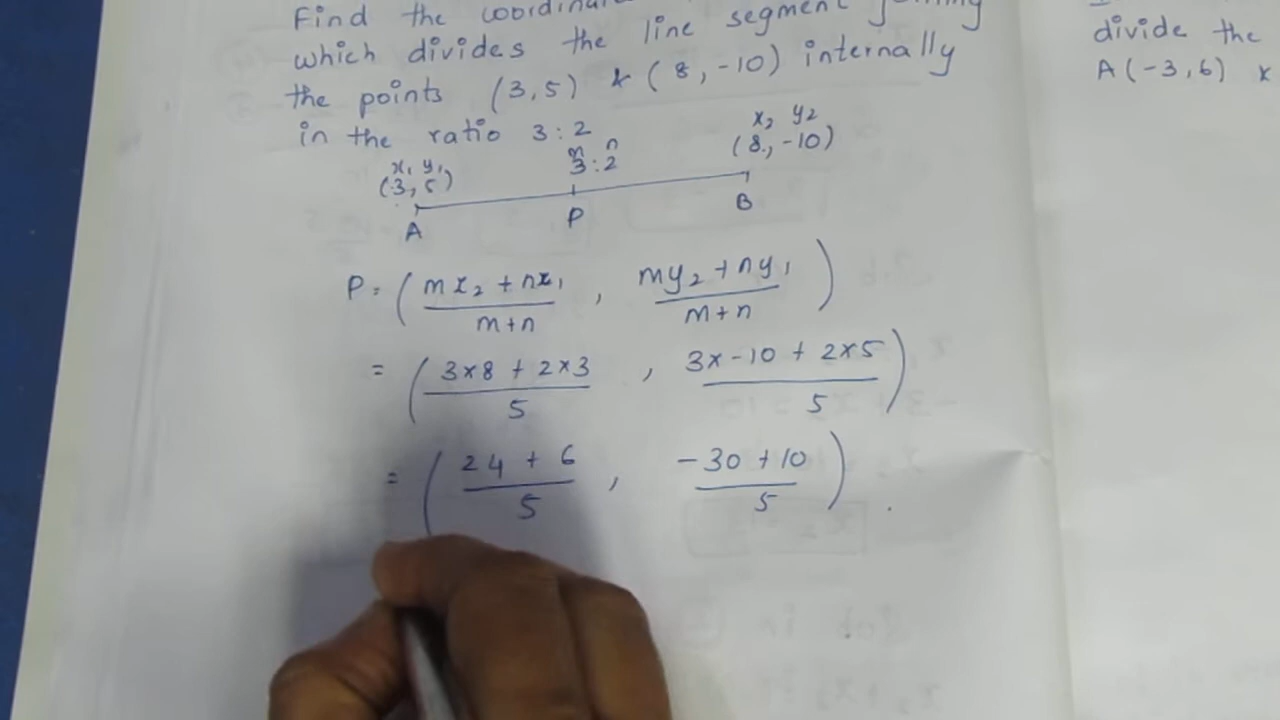 Find the
which divides the line segment joining
the points (3,5) & (8,-10) internally
in the ratio 3:2
x₁ y₁ m n x₂ y₂
(3, 5) 3:2 (8, -10)
A P B
P = ( mx₂ + nx₁ / m+n , my₂ + ny₁ / m+n )
= ( 3×8 + 2×3 / 5 , 3×-10 + 2×5 / 5 )
= ( 24 + 6 / 5 , -30 + 10 / 5 ) .
divide the
A(-3,6)